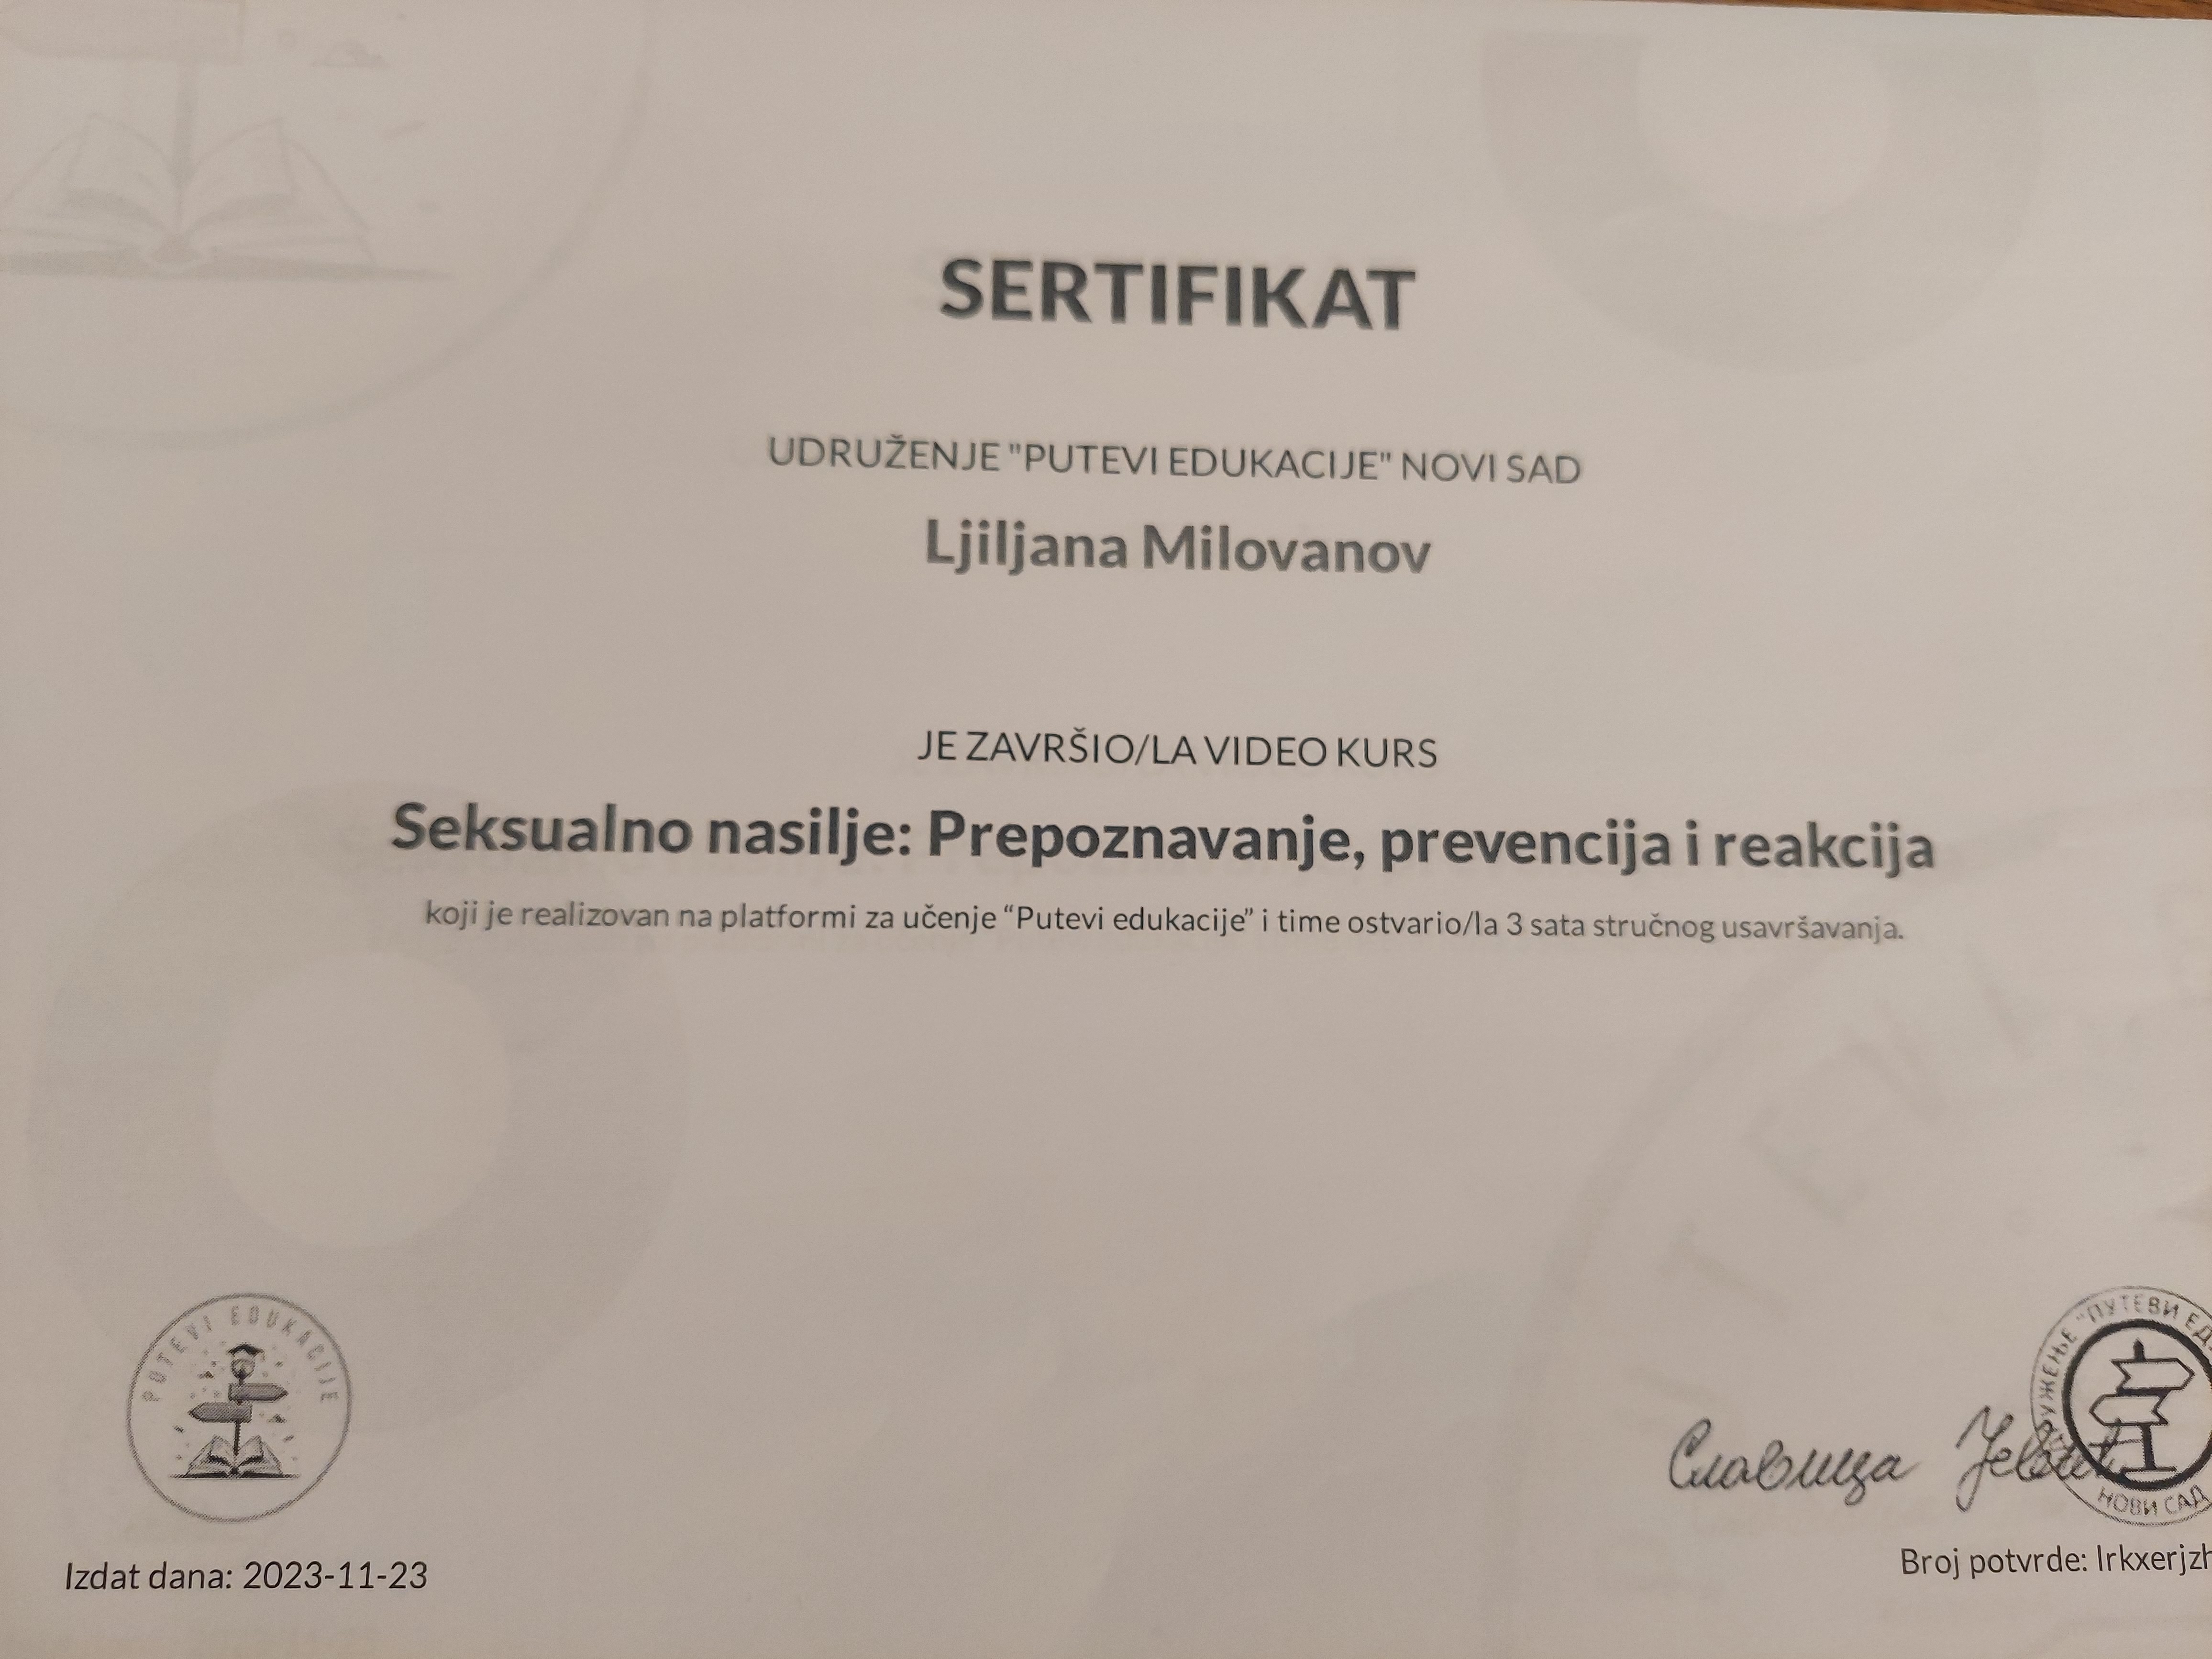 SERTIFIKAT
UDRUŽENJE "PUTEVI EDUKACIJE" NOVI SAD
Ljiljana Milovanov
JE ZAVRŠIO/LA VIDEO KURS
Seksualno nasilje: Prepoznavanje, prevencija i reakcija
koji je realizovan na platformi za učenje “Putevi edukacije” i time ostvario/la 3 sata stručnog usavršavanja.
PUTEVI EDUKACIJE
"ПУТЕВИ
НОВИ САД
Славица
Izdat dana: 2023-11-23
Broj potvrde: